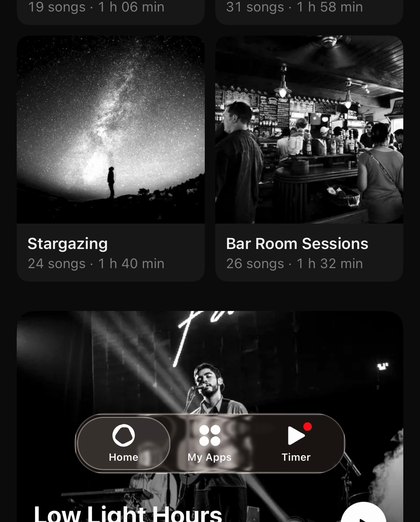 19 songs · 1 h 06 min
31 songs · 1 h 58 min
Stargazing
24 songs · 1 h 40 min
Bar Room Sessions
26 songs · 1 h 32 min
Home
My Apps
Timer
Low Light Hours